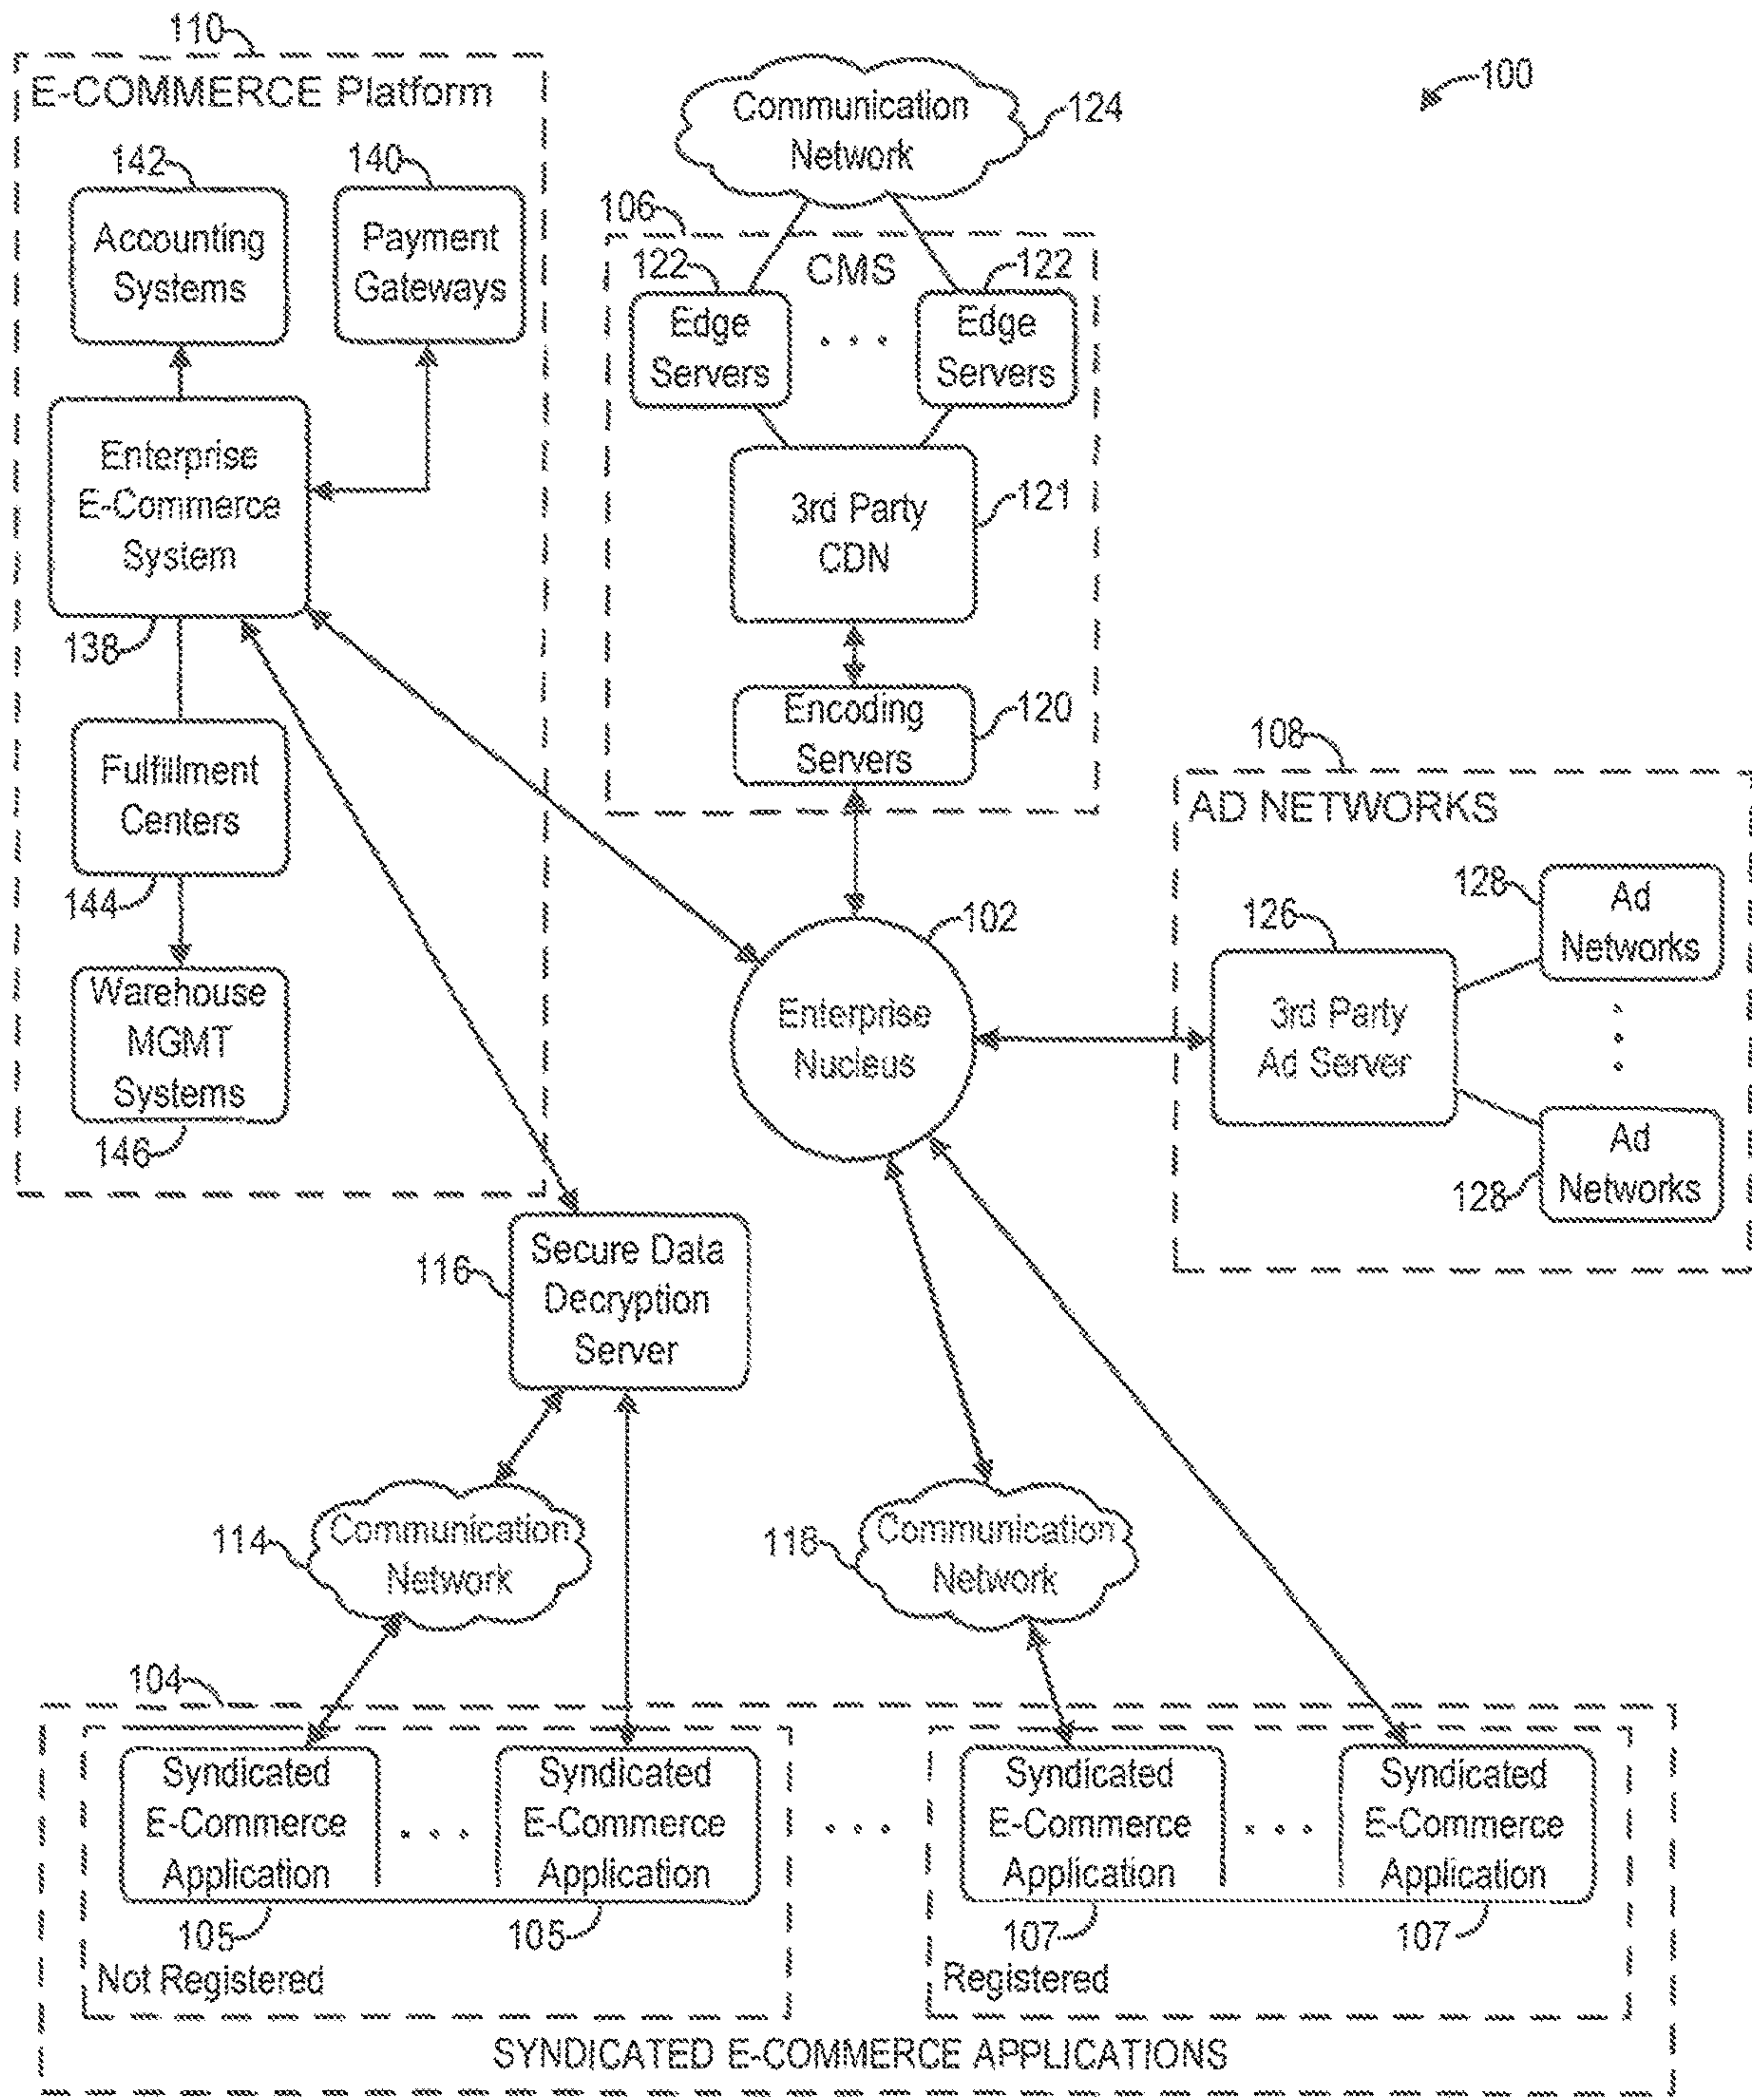 110
E-COMMERCE Platform
142
Accounting
Systems
140
Payment
Gateways
Enterprise
E-Commerce
System
138
Fulfillment
Centers
144
Warehouse
MGMT
Systems
146
Communication
Network
124
100
106
CMS
122
Edge
Servers
. . .
122
Edge
Servers
3rd Party
CDN
121
Encoding
Servers
120
102
Enterprise
Nucleus
108
AD NETWORKS
126
3rd Party
Ad Server
128
Ad
Networks
128
Ad
Networks
116
Secure Data
Decryption
Server
114
Communication
Network
118
Communication
Network
104
Syndicated
E-Commerce
Application
105
. . .
Syndicated
E-Commerce
Application
105
Not Registered
. . .
Syndicated
E-Commerce
Application
107
. . .
Syndicated
E-Commerce
Application
107
Registered
SYNDICATED E-COMMERCE APPLICATIONS